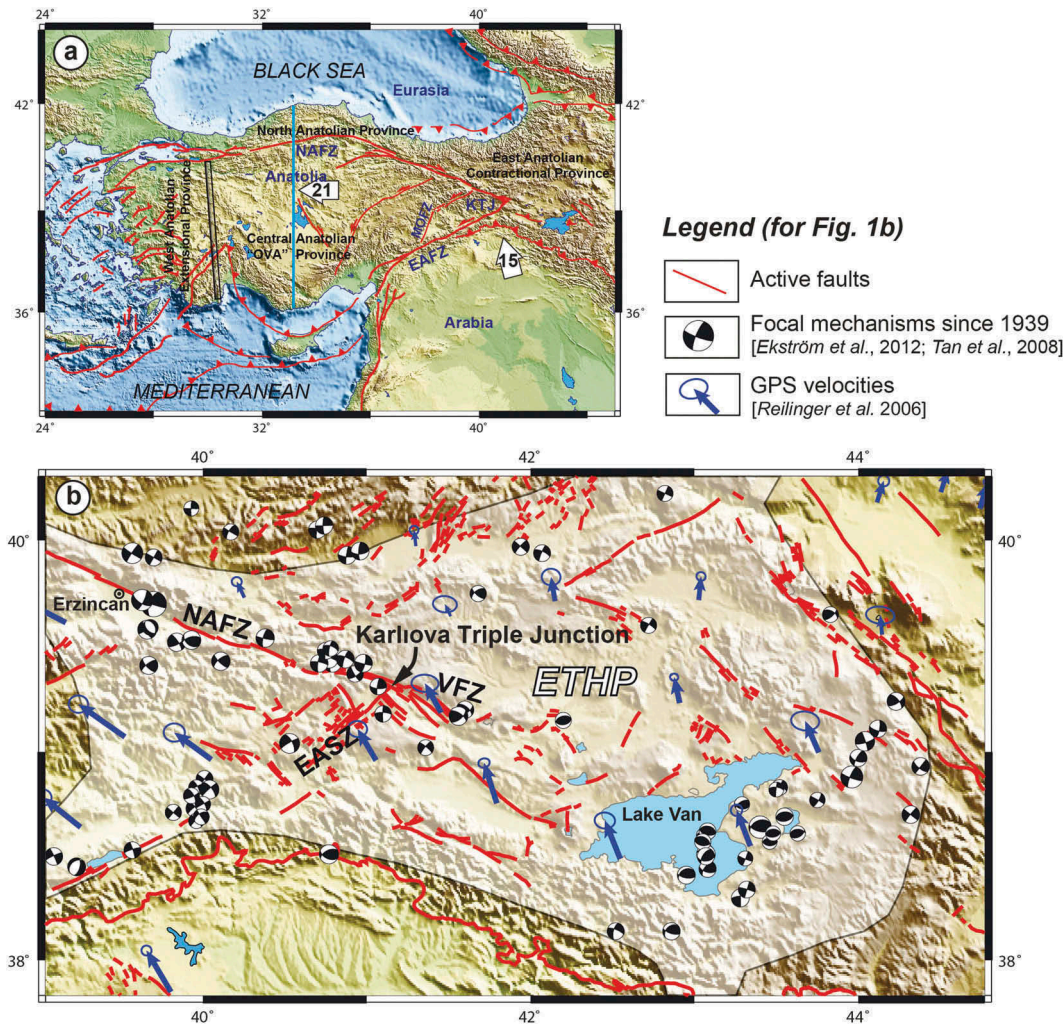 24° 32° 40°
a
BLACK SEA
Eurasia
42° 42°
North Anatolian Province
NAFZ
East Anatolian
Contractional Province
Anatolia
21
KTJ
MOFZ
West Anatolian
Extensional Province
Central Anatolian
"OVA" Province
EAFZ
15
36° 36°
Arabia
MEDITERRANEAN
24° 32° 40°
Legend (for Fig. 1b)
Active faults
Focal mechanisms since 1939
[Ekström et al., 2012; Tan et al., 2008]
GPS velocities
[Reilinger et al. 2006]
40° 42° 44°
b
40° 40°
Erzincan
NAFZ
Karlıova Triple Junction
VFZ
ETHP
EASZ
Lake Van
38° 38°
40° 42° 44°